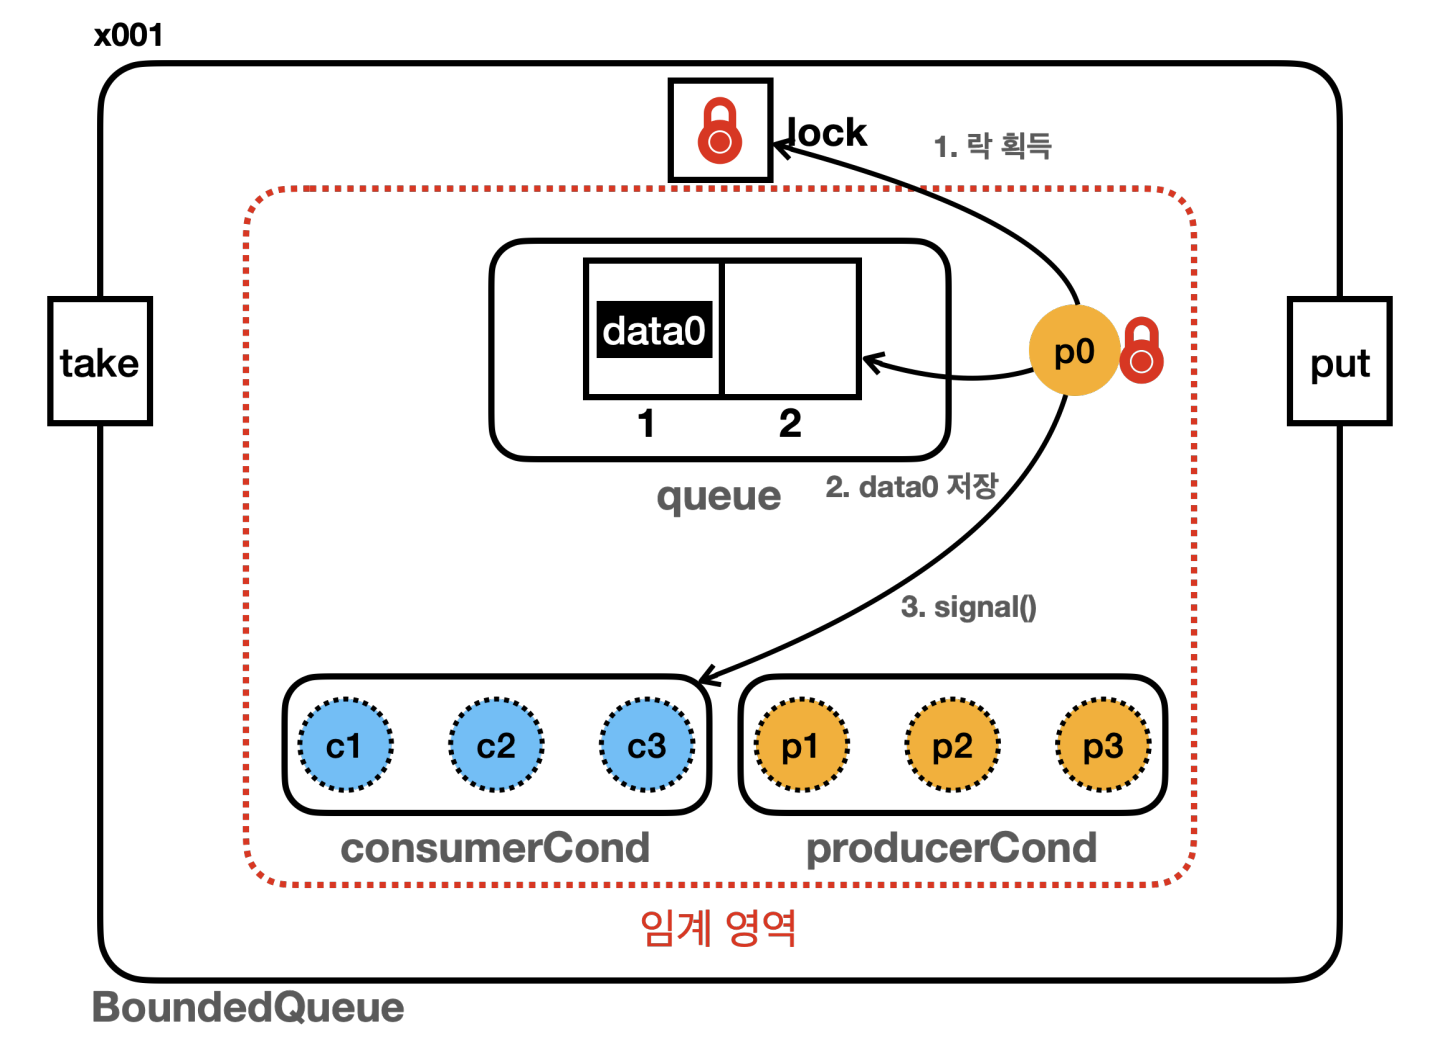 x001
lock
1. 락 획득
take
data0
p0
put
1
2
queue
2. data0 저장
3. signal()
c1
c2
c3
p1
p2
p3
consumerCond
producerCond
임계 영역
BoundedQueue